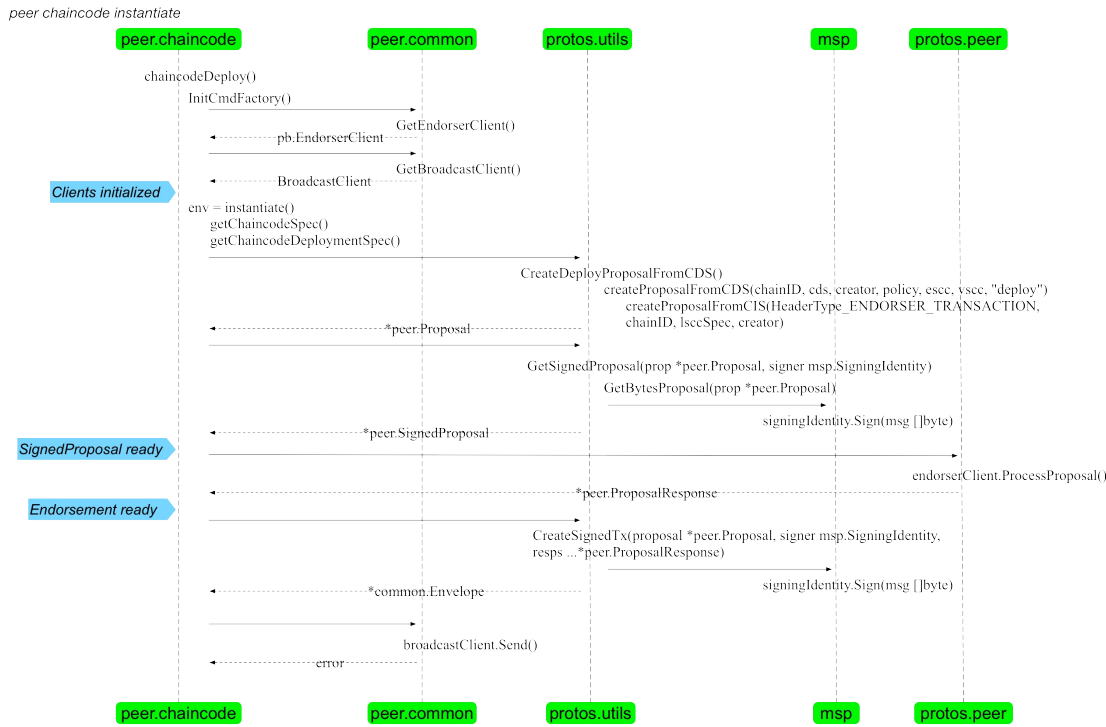 peer chaincode instantiate
peer.chaincode
peer.common
protos.utils
msp
protos.peer
chaincodeDeploy()
InitCmdFactory()
GetEndorserClient()
pb.EndorserClient
GetBroadcastClient()
BroadcastClient
Clients initialized
env = instantiate()
getChaincodeSpec()
getChaincodeDeploymentSpec()
CreateDeployProposalFromCDS()
createProposalFromCDS(chainID, cds, creator, policy, escc, vscc, "deploy")
createProposalFromCIS(HeaderType_ENDORSER_TRANSACTION,
chainID, lsccSpec, creator)
*peer.Proposal
GetSignedProposal(prop *peer.Proposal, signer msp.SigningIdentity)
GetBytesProposal(prop *peer.Proposal)
signingIdentity.Sign(msg []byte)
*peer.SignedProposal
SignedProposal ready
endorserClient.ProcessProposal()
*peer.ProposalResponse
Endorsement ready
CreateSignedTx(proposal *peer.Proposal, signer msp.SigningIdentity,
resps ...*peer.ProposalResponse)
signingIdentity.Sign(msg []byte)
*common.Envelope
broadcastClient.Send()
error
peer.chaincode
peer.common
protos.utils
msp
protos.peer